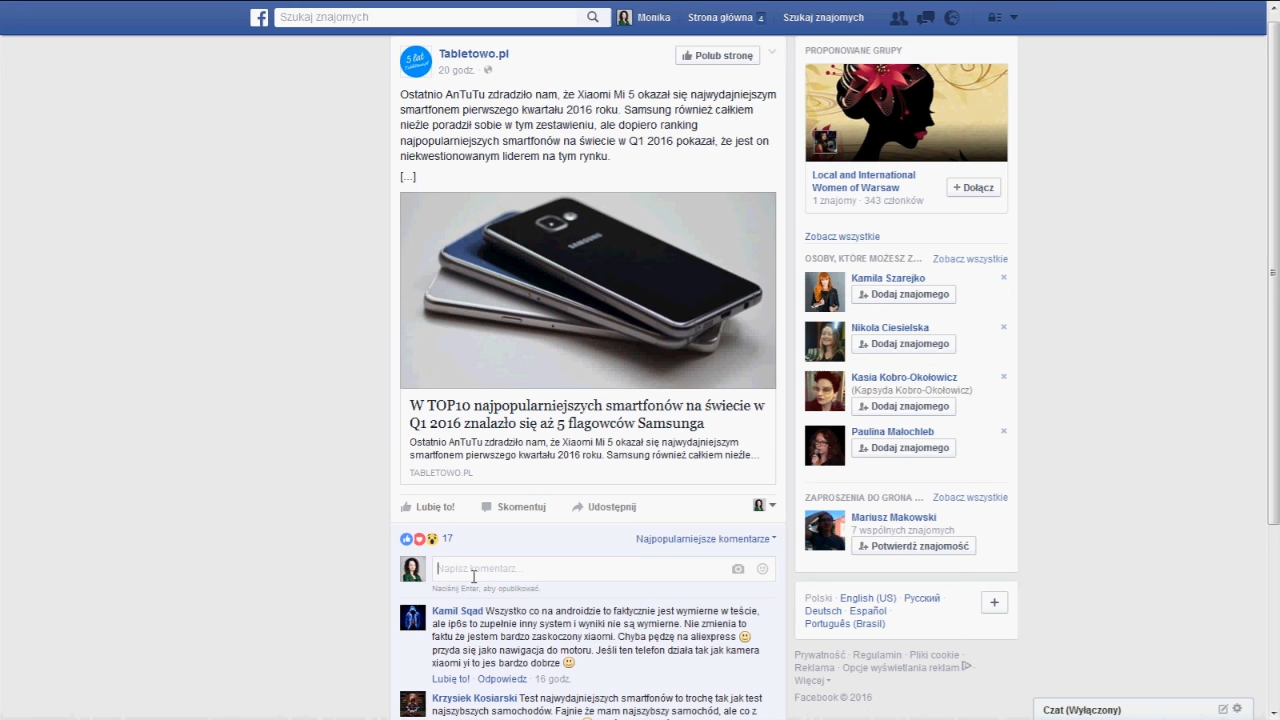 Szukaj znajomych
Monika
Strona główna 4
Szukaj znajomych
5 lat
Tabletowo.pl
20 godz.
Polub stronę
Ostatnio AnTuTu zdradziło nam, że Xiaomi Mi 5 okazał się najwydajniejszym
smartfonem pierwszego kwartału 2016 roku. Samsung również całkiem
nieźle poradził sobie w tym zestawieniu, ale dopiero ranking
najpopularniejszych smartfonów na świecie w Q1 2016 pokazał, że jest on
niekwestionowanym liderem na tym rynku.
[...]
SAMSUNG
W TOP10 najpopularniejszych smartfonów na świecie w
Q1 2016 znalazło się aż 5 flagowców Samsunga
Ostatnio AnTuTu zdradziło nam, że Xiaomi Mi 5 okazał się najwydajniejszym
smartfonem pierwszego kwartału 2016 roku. Samsung również całkiem nieźle...
TABLETOWO.PL
Lubię to! Skomentuj Udostępnij
17
Najpopularniejsze komentarze
Napisz komentarz...
Naciśnij Enter, aby opublikować.
Kamil Sqad Wszystko co na androidzie to faktycznie jest wymierne w teście,
ale ip6s to zupełnie inny system i wyniki nie są wymierne. Nie zmienia to
faktu że jestem bardzo zaskoczony xiaomi. Chyba pędzę na aliexpress
przyda się jako nawigacja do motoru. Jeśli ten telefon działa tak jak kamera
xiaomi yi to jes bardzo dobrze
Lubię to! · Odpowiedz · 16 godz.
Krzysiek Kosiarski Test najwydajniejszych smartfonów to trochę tak jak test
najszybszych samochodów. Fajnie że mam najszybszy samochód, ale co z
PROPONOWANE GRUPY
Local and International
Women of Warsaw
1 znajomy · 343 członków
+ Dołącz
Zobacz wszystkie
OSOBY, KTÓRE MOŻESZ Z... Zobacz wszystkie
Kamila Szarejko
Dodaj znajomego
Nikola Ciesielska
Dodaj znajomego
Kasia Kobro-Okołowicz
(Kapsyda Kobro-Okołowicz)
Dodaj znajomego
Paulina Małochleb
Dodaj znajomego
ZAPROSZENIA DO GRONA ... Zobacz wszystkie
Mariusz Makowski
7 wspólnych znajomych
Potwierdź znajomość
Polski · English (US) · Русский ·
Deutsch · Español ·
Português (Brasil)
Prywatność · Regulamin · Pliki cookie ·
Reklama · Opcje wyświetlania reklam ·
Więcej
Facebook © 2016
Czat (Wyłączony)